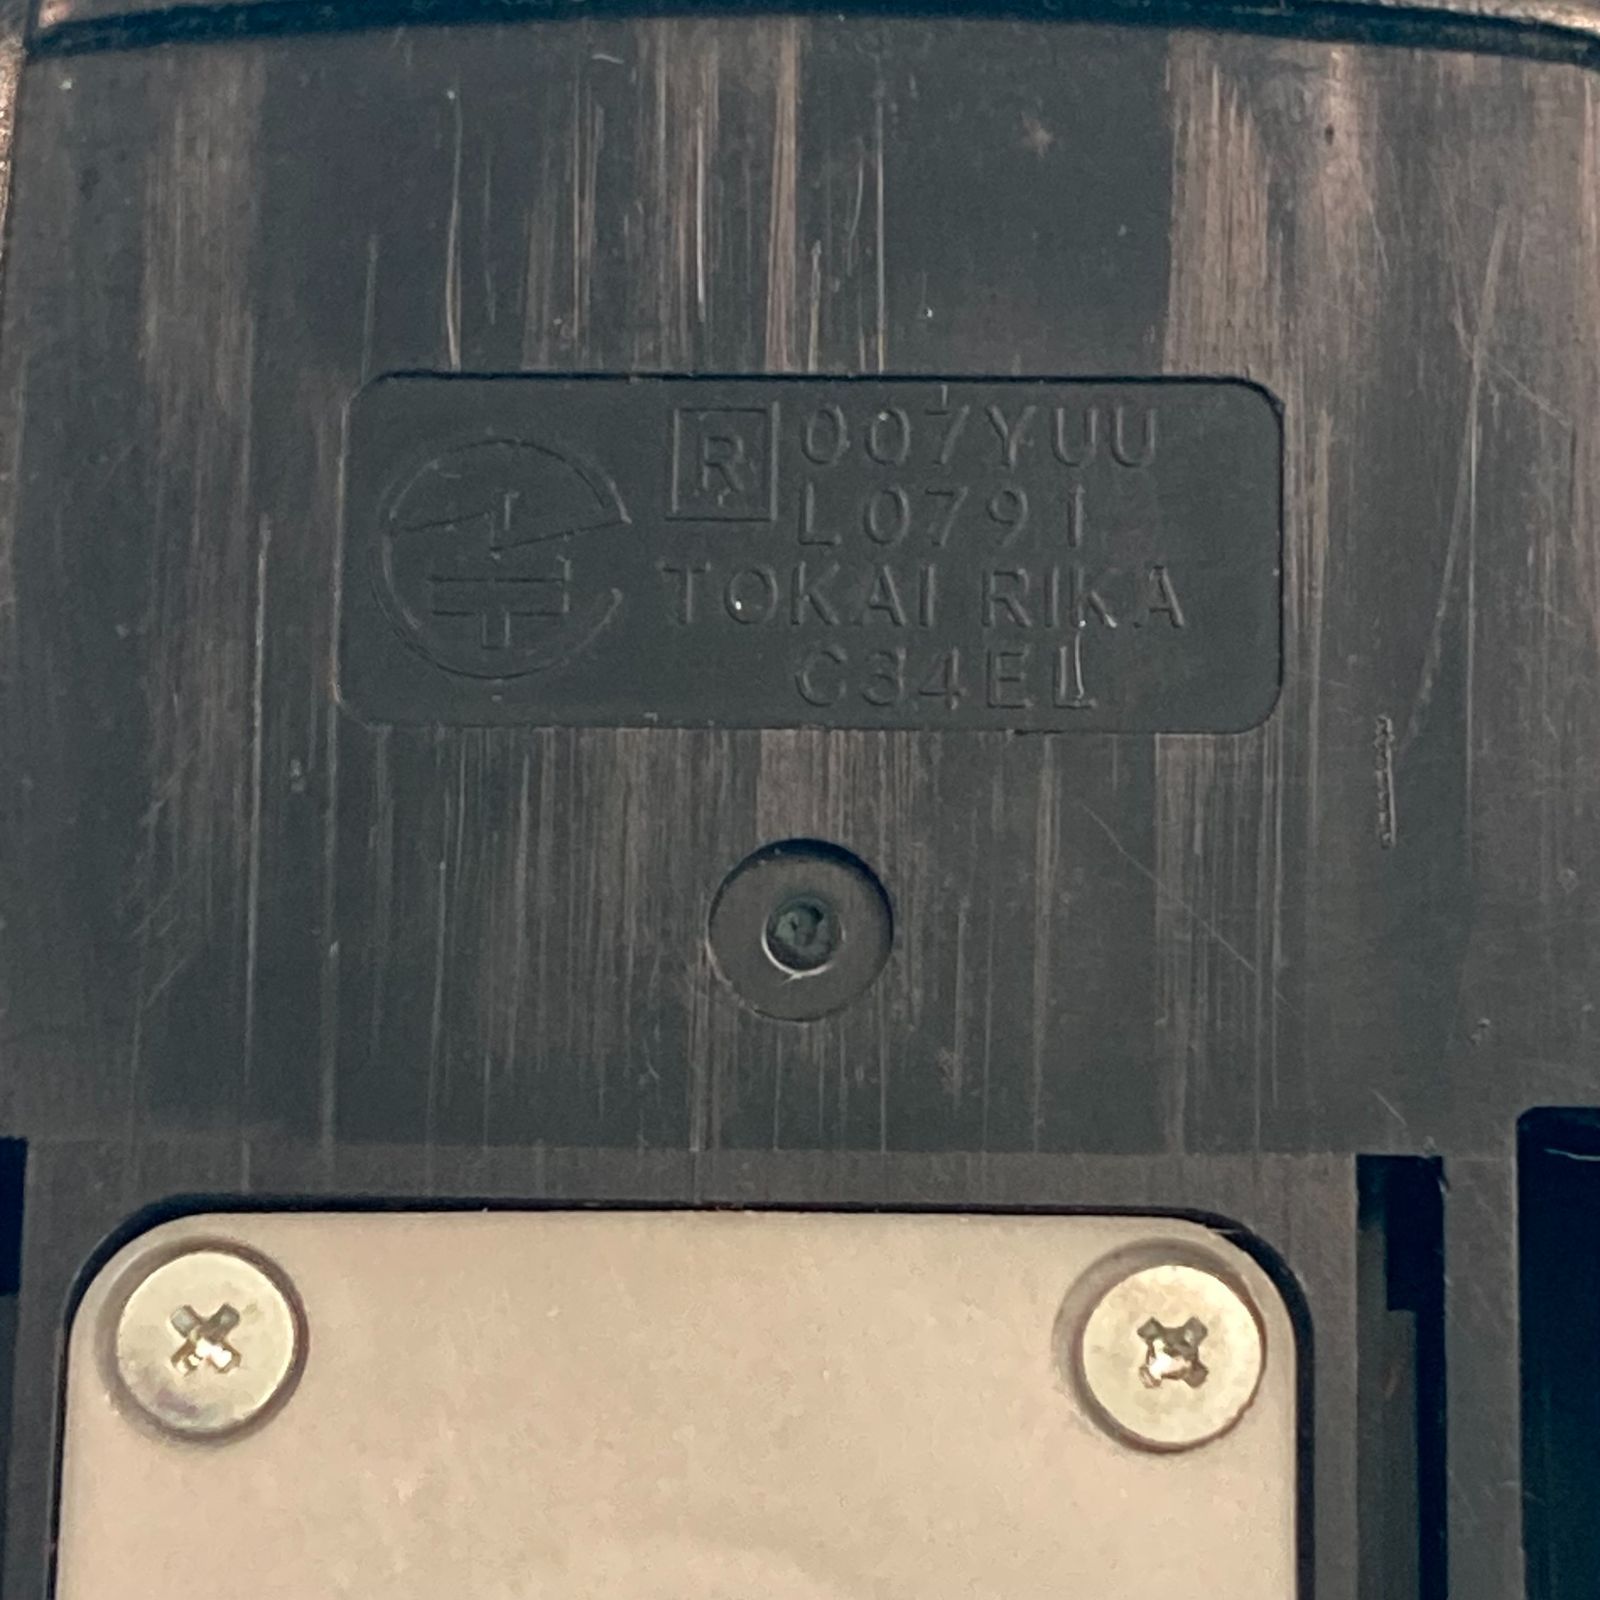 R 007YUU
L0791
TOKAI RIKA
C34EL